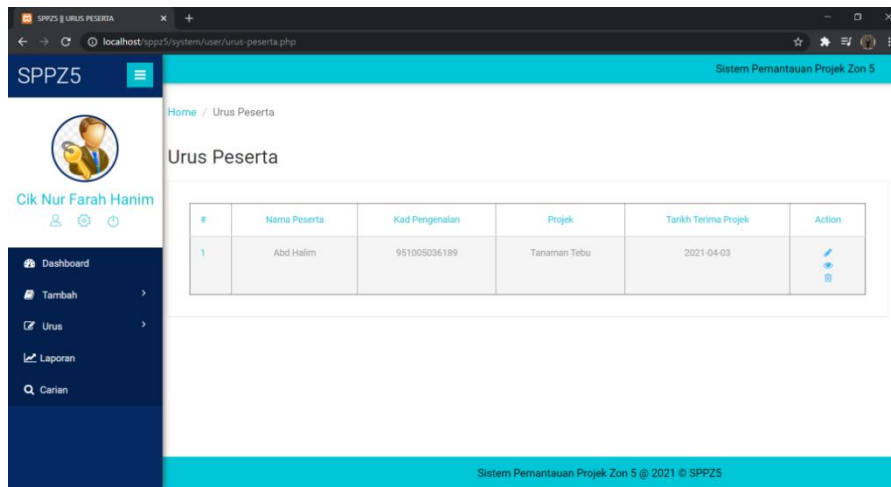 SPPZ5 || URUS PESERTA
localhost/sppz5/system/user/urus-peserta.php
SPPZ5
Sistem Pemantauan Projek Zon 5
Home / Urus Peserta
Urus Peserta
Cik Nur Farah Hanim
# Nama Peserta Kad Pengenalan Projek Tarikh Terima Projek Action
1 Abd Halim 951005036189 Tanaman Tebu 2021-04-03
Dashboard
Tambah
Urus
Laporan
Carian
Sistem Pemantauan Projek Zon 5 @ 2021 © SPPZ5